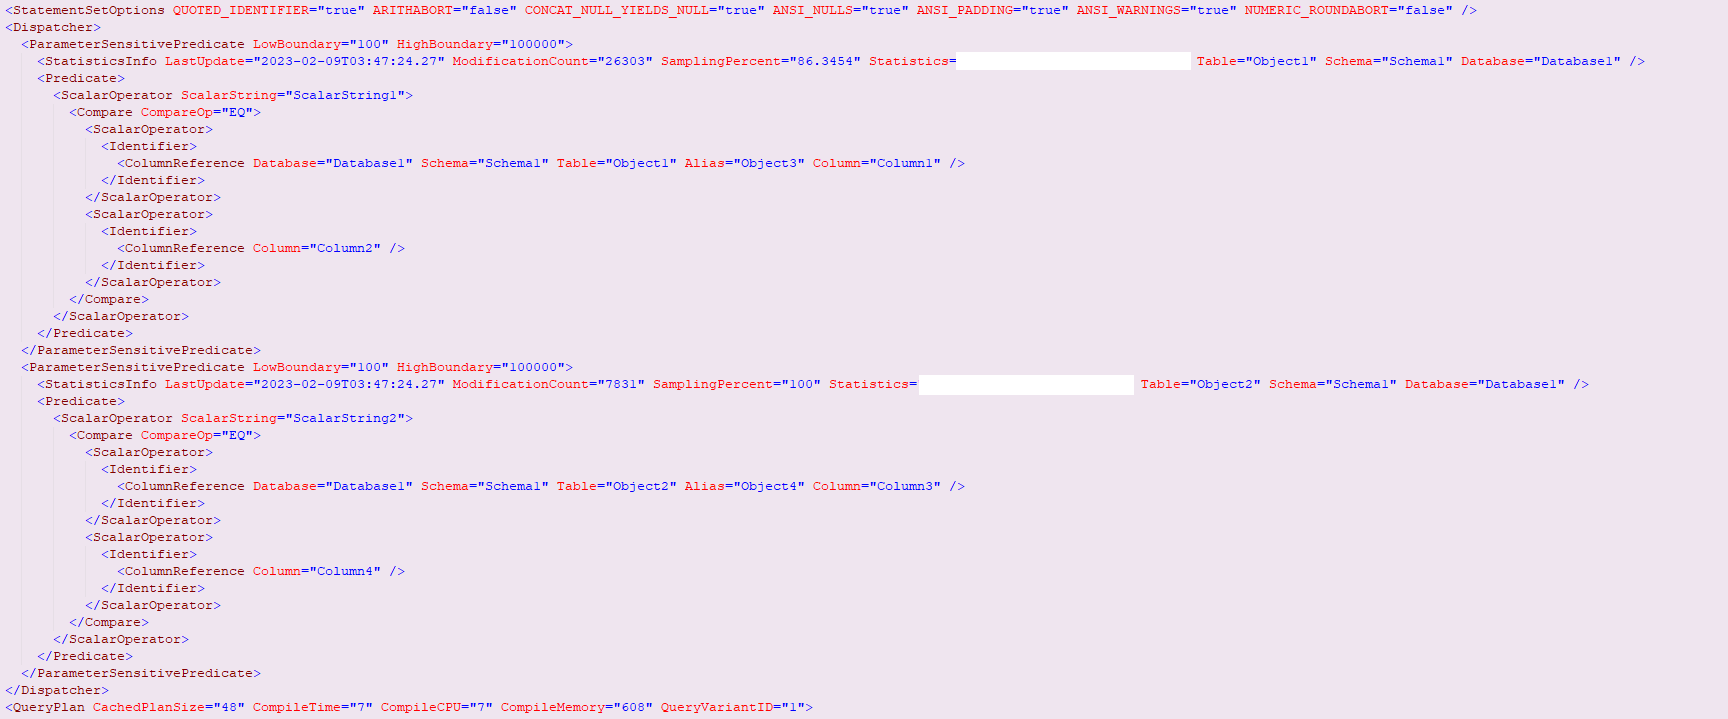 <StatementSetOptions QUOTED_IDENTIFIER="true" ARITHABORT="false" CONCAT_NULL_YIELDS_NULL="true" ANSI_NULLS="true" ANSI_PADDING="true" ANSI_WARNINGS="true" NUMERIC_ROUNDABORT="false" />
<Dispatcher>
<ParameterSensitivePredicate LowBoundary="100" HighBoundary="100000">
<StatisticsInfo LastUpdate="2023-02-09T03:47:24.27" ModificationCount="26303" SamplingPercent="86.3454" Statistics= Table="Object1" Schema="Schema1" Database="Database1" />
<Predicate>
<ScalarOperator ScalarString="ScalarString1">
<Compare CompareOp="EQ">
<ScalarOperator>
<Identifier>
<ColumnReference Database="Database1" Schema="Schema1" Table="Object1" Alias="Object3" Column="Column1" />
</Identifier>
</ScalarOperator>
<ScalarOperator>
<Identifier>
<ColumnReference Column="Column2" />
</Identifier>
</ScalarOperator>
</Compare>
</ScalarOperator>
</Predicate>
</ParameterSensitivePredicate>
<ParameterSensitivePredicate LowBoundary="100" HighBoundary="100000">
<StatisticsInfo LastUpdate="2023-02-09T03:47:24.27" ModificationCount="7831" SamplingPercent="100" Statistics= Table="Object2" Schema="Schema1" Database="Database1" />
<Predicate>
<ScalarOperator ScalarString="ScalarString2">
<Compare CompareOp="EQ">
<ScalarOperator>
<Identifier>
<ColumnReference Database="Database1" Schema="Schema1" Table="Object2" Alias="Object4" Column="Column3" />
</Identifier>
</ScalarOperator>
<ScalarOperator>
<Identifier>
<ColumnReference Column="Column4" />
</Identifier>
</ScalarOperator>
</Compare>
</ScalarOperator>
</Predicate>
</ParameterSensitivePredicate>
</Dispatcher>
<QueryPlan CachedPlanSize="48" CompileTime="7" CompileCPU="7" CompileMemory="608" QueryVariantID="1">